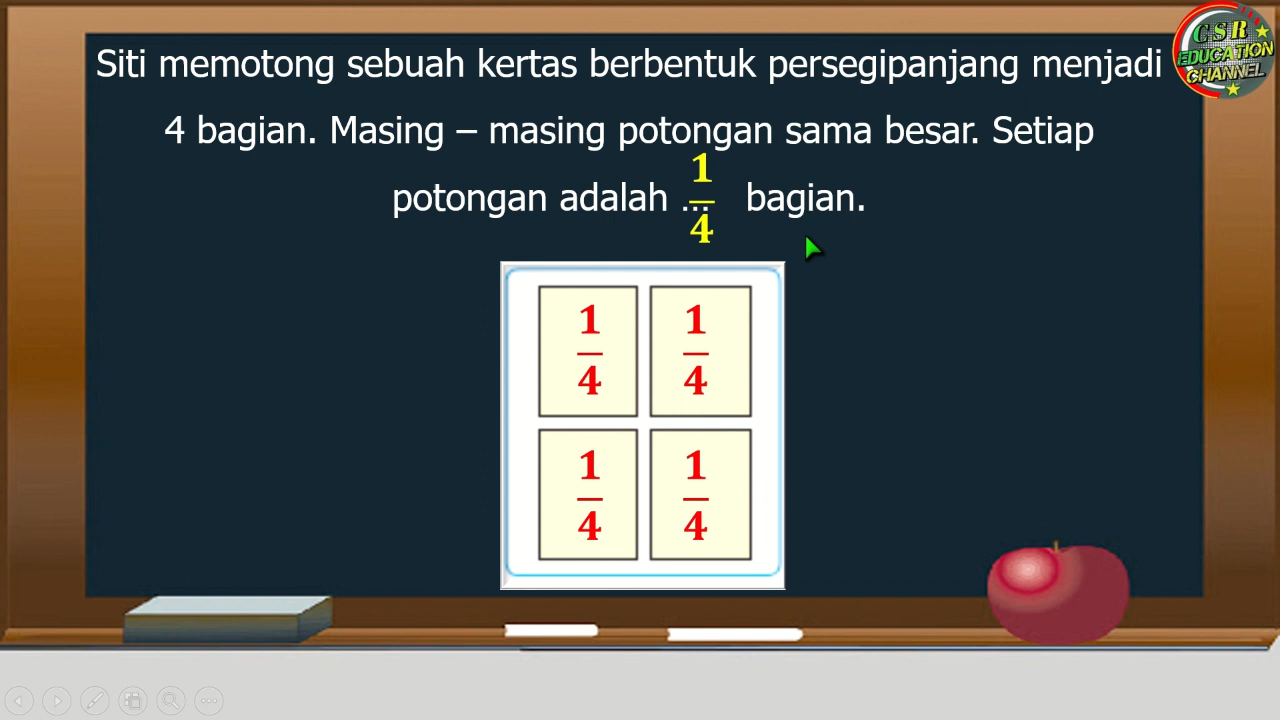 Siti memotong sebuah kertas berbentuk persegipanjang menjadi
4 bagian. Masing – masing potongan sama besar. Setiap
potongan adalah ... 1/4 bagian.
1/4 1/4
1/4 1/4
CSR
EDUCATION
CHANNEL